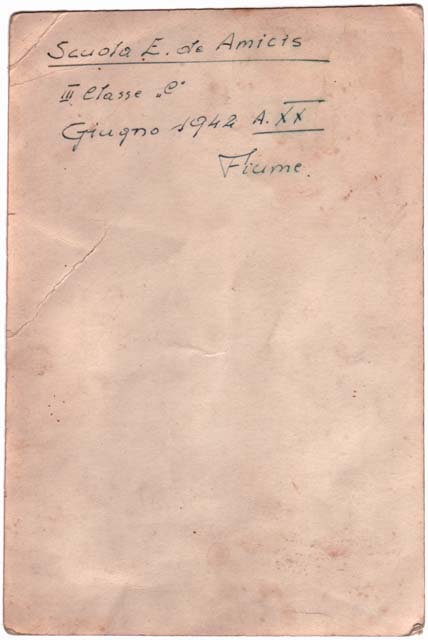 Scuola E. de Amicis
III Classe „C"
Giugno 1942 A. XX
Fiume.